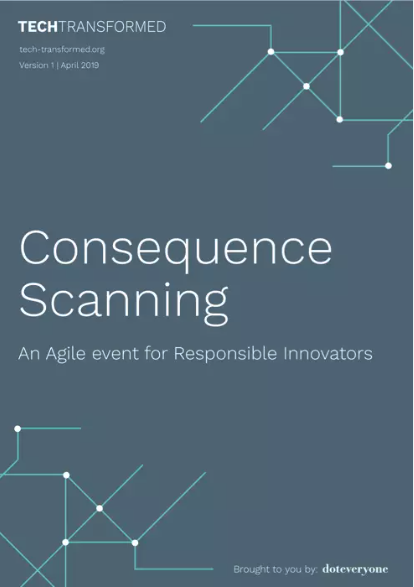 TECHTRANSFORMED
tech-transformed.org
Version 1 | April 2019
Consequence
Scanning
An Agile event for Responsible Innovators
Brought to you by: doteveryone